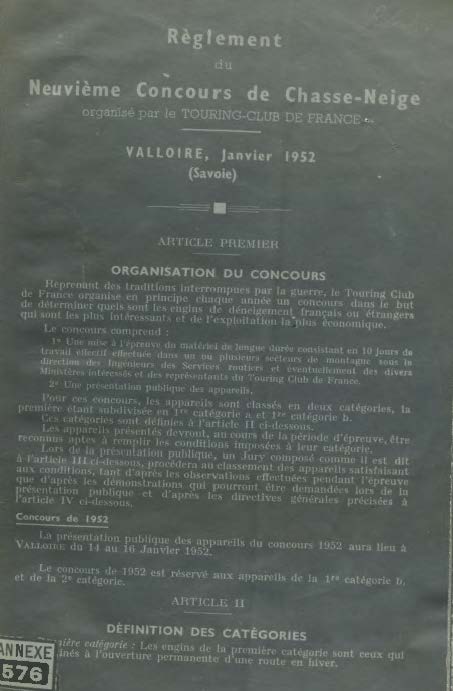 Règlement
du
Neuvième Concours de Chasse-Neige
organisé par le TOURING-CLUB DE FRANCE
VALLOIRE, Janvier 1952
(Savoie)
ARTICLE PREMIER
ORGANISATION DU CONCOURS
Reprenant des traditions interrompues par la guerre, le Touring Club
de France organise en principe chaque année un concours dans le but
de déterminer quels sont les engins de déneigement français ou étrangers
qui sont les plus intéressants et de l'exploitation la plus économique.
Le concours comprend :
1° Une mise à l'épreuve du matériel de longue durée consistant en 10 jours de
travail effectif effectuée dans un ou plusieurs secteurs de montagne sous la
direction des Ingénieurs des Services routiers et éventuellement des divers
Ministères intéressés et des représentants du Touring Club de France.
2° Une présentation publique des appareils.
Pour ces concours, les appareils sont classés en deux catégories, la
première étant subdivisée en 1re catégorie a et 1re catégorie b.
Ces catégories sont définies à l'article II ci-dessous.
Les appareils présentés devront, au cours de la période d'épreuve, être
reconnus aptes à remplir les conditions imposées à leur catégorie.
Lors de la présentation publique, un Jury composé comme il est dit
à l'article III ci-dessous, procédera au classement des appareils satisfaisant
aux conditions, tant d'après les observations effectuées pendant l'épreuve
que d'après les démonstrations qui pourront être demandées lors de la
présentation publique et d'après les directives générales précisées à
l'article IV ci-dessous.
Concours de 1952
La présentation publique des appareils du concours 1952 aura lieu à
VALLOIRE du 14 au 16 Janvier 1952.
Le concours de 1952 est réservé aux appareils de la 1re catégorie b,
et de la 2e catégorie.
ARTICLE II
DÉFINITION DES CATÉGORIES
catégorie : Les engins de la première catégorie sont ceux qui
à l'ouverture permanente d'une route en hiver.
ANNEXE
576